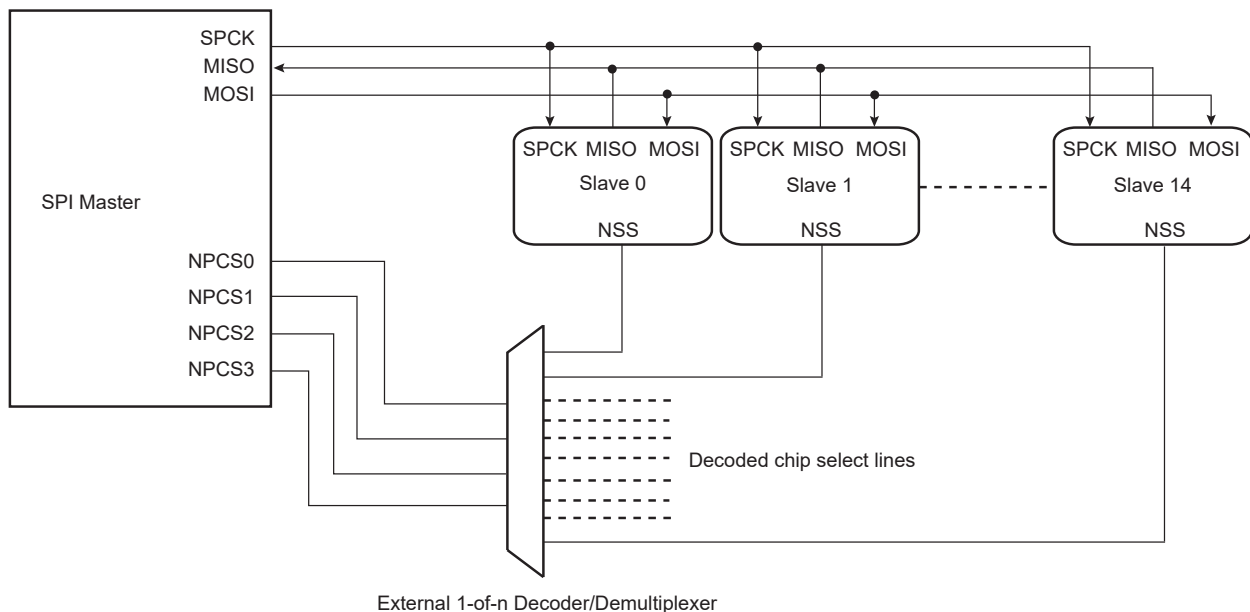 SPCK
MISO
MOSI
SPI Master
NPCS0
NPCS1
NPCS2
NPCS3
SPCK MISO MOSI
Slave 0
NSS
SPCK MISO MOSI
Slave 1
NSS
SPCK MISO MOSI
Slave 14
NSS
Decoded chip select lines
External 1-of-n Decoder/Demultiplexer